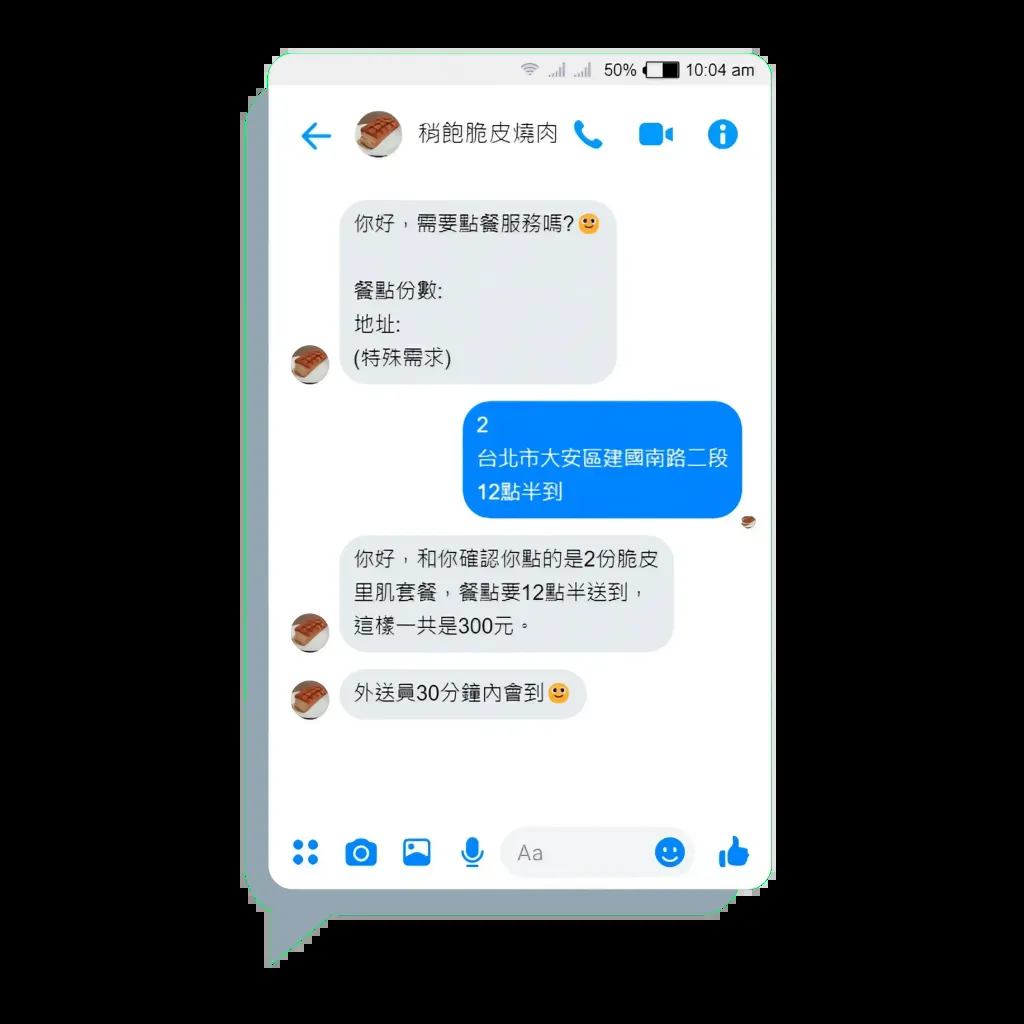 50% 10:04 am
稍飽脆皮燒肉
你好，需要點餐服務嗎?🙂
餐點份數:
地址:
(特殊需求)
2
台北市大安區建國南路二段
12點半到
你好，和你確認你點的是2份脆皮
里肌套餐，餐點要12點半送到，
這樣一共是300元。
外送員30分鐘內會到🙂
Aa